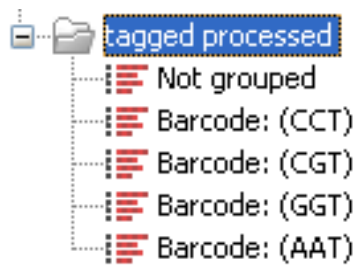 tagged processed
Not grouped
Barcode: (CCT)
Barcode: (CGT)
Barcode: (GGT)
Barcode: (AAT)